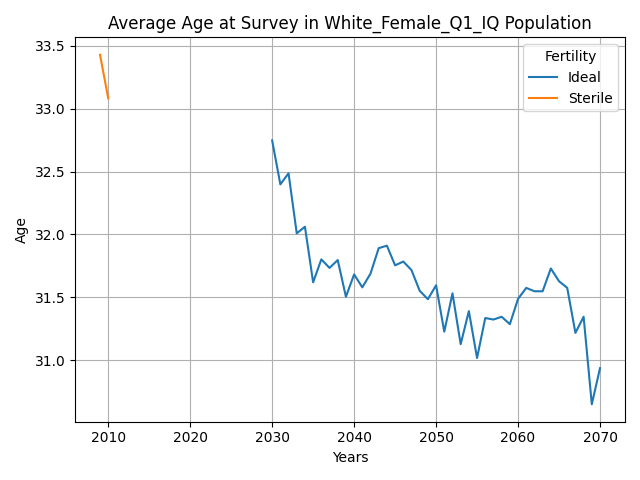 Average Age at Survey in White_Female_Q1_IQ Population
33.5
33.0
32.5
32.0
31.5
31.0
Age
Fertility
Ideal
Sterile
2010 2020 2030 2040 2050 2060 2070
Years